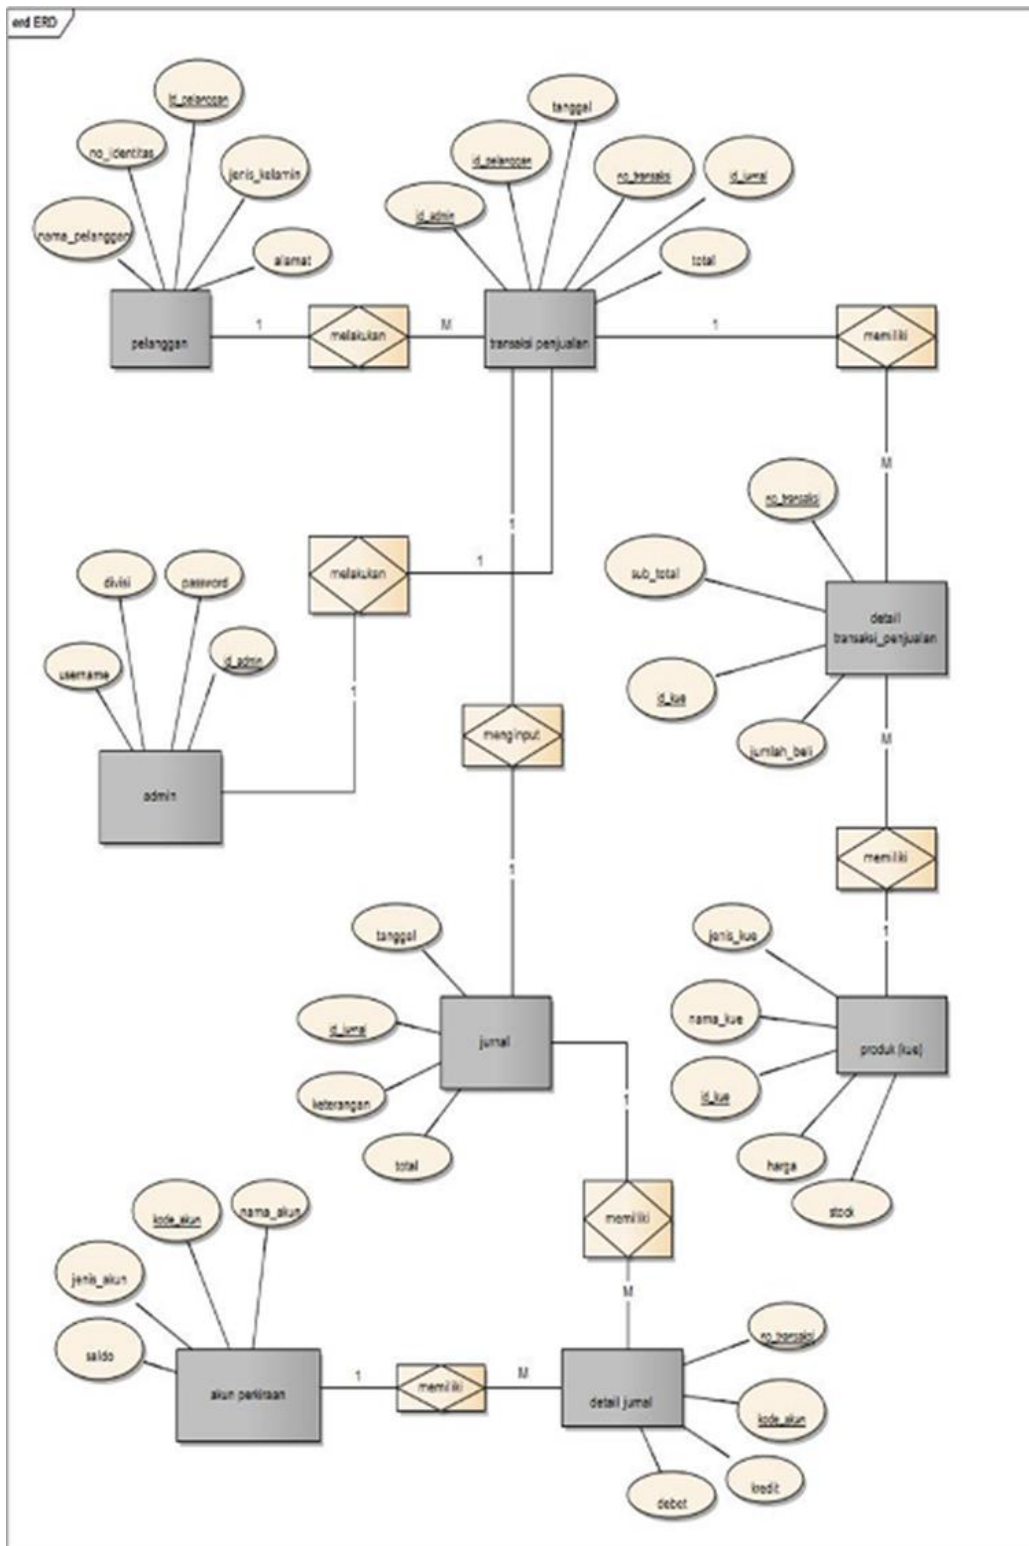 erd ERD
id_pelanggan
no_identitas
jenis_kelamin
nama_pelanggan
alamat
tanggal
id_pelanggan
no_transaksi
id_jurnal
id_admin
total
pelanggan
1
melakukan
M
transaksi penjualan
1
memiliki
M
no_transaksi
sub_total
detail
transaksi_penjualan
id_kue
jumlah_beli
1
melakukan
1
1
divisi
password
username
id_admin
admin
menginput
1
M
memiliki
1
tanggal
id_jurnal
keterangan
total
jurnal
jenis_kue
nama_kue
id_kue
harga
stock
produk (kue)
1
memiliki
M
kode_akun
nama_akun
jenis_akun
saldo
akun perkiraan
1
memiliki
M
detail jurnal
no_transaksi
kode_akun
kredit
debet